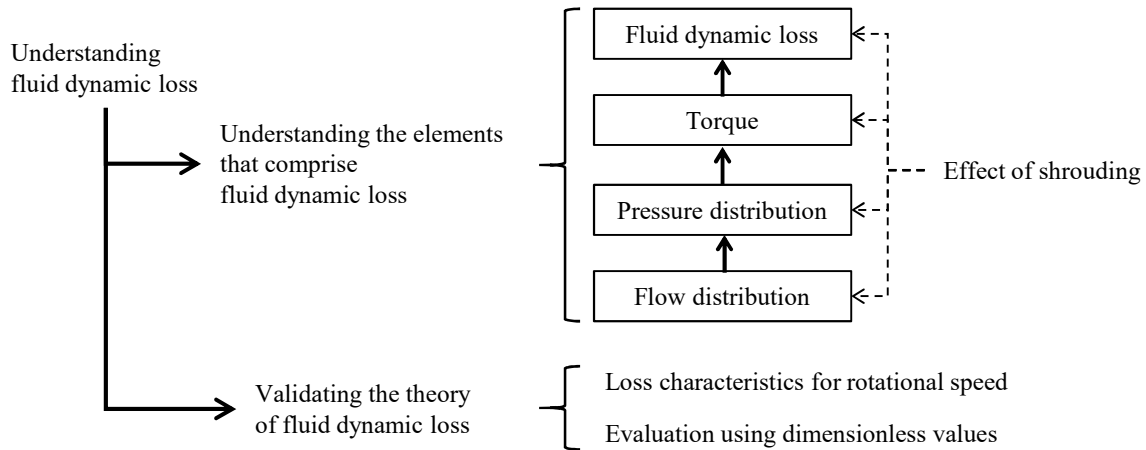 Understanding
fluid dynamic loss
Understanding the elements
that comprise
fluid dynamic loss
Fluid dynamic loss
Torque
Pressure distribution
Flow distribution
Effect of shrouding
Validating the theory
of fluid dynamic loss
Loss characteristics for rotational speed
Evaluation using dimensionless values